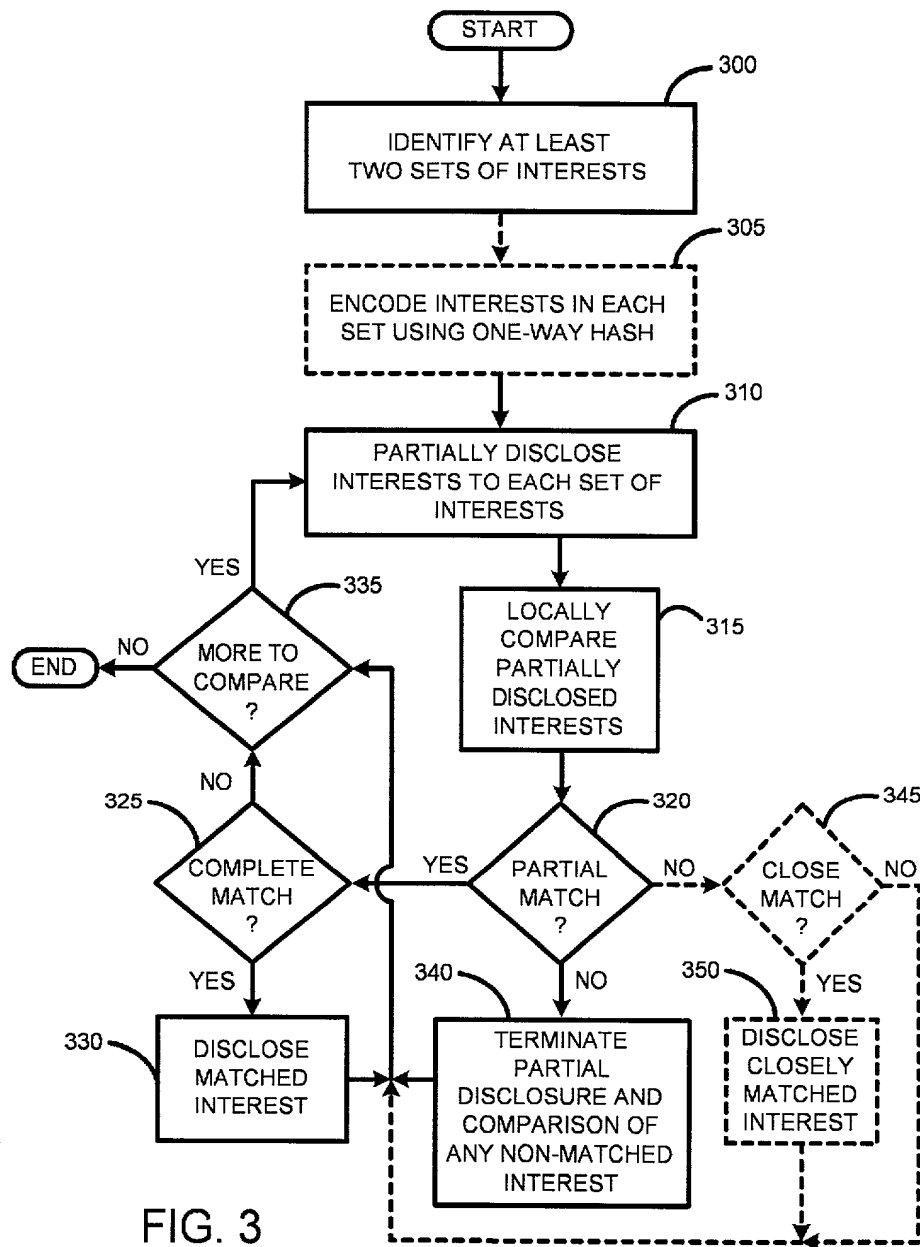 START
300
IDENTIFY AT LEAST
TWO SETS OF INTERESTS
305
ENCODE INTERESTS IN EACH
SET USING ONE-WAY HASH
310
PARTIALLY DISCLOSE
INTERESTS TO EACH SET OF
INTERESTS
YES
335
315
LOCALLY
COMPARE
PARTIALLY
DISCLOSED
INTERESTS
END
NO
MORE TO
COMPARE
?
NO
325
320
345
COMPLETE
MATCH
?
YES
PARTIAL
MATCH
?
NO
CLOSE
MATCH
?
NO
YES
340
NO
350
YES
330
DISCLOSE
MATCHED
INTEREST
TERMINATE
PARTIAL
DISCLOSURE AND
COMPARISON OF
ANY NON-MATCHED
INTEREST
DISCLOSE
CLOSELY
MATCHED
INTEREST
FIG. 3